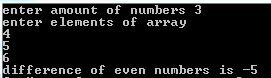 enter amount of numbers 3
enter elements of array
4
5
6
difference of even numbers is -5